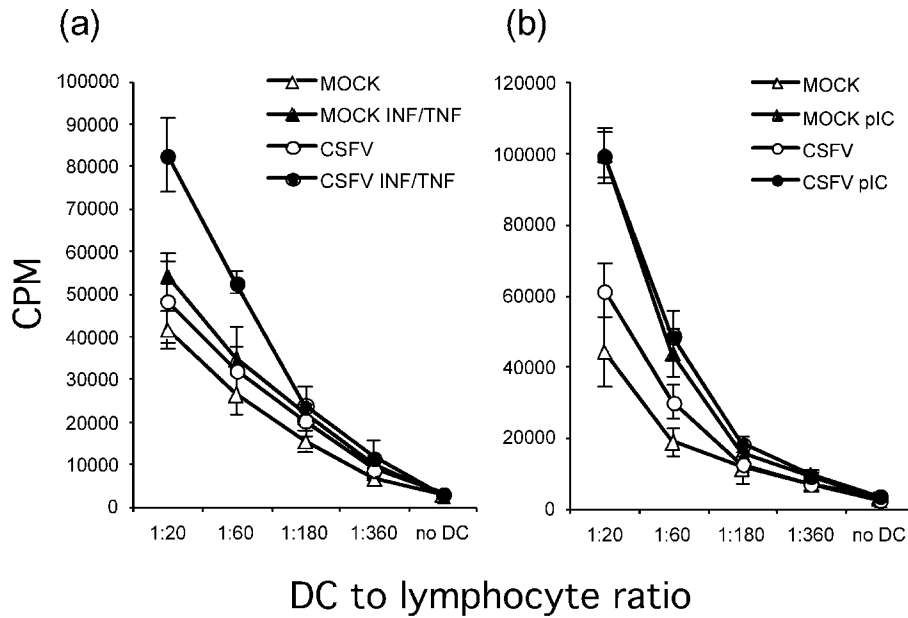 (a)
100000
90000
80000
70000
60000
50000
40000
30000
20000
10000
0
MOCK
MOCK INF/TNF
CSFV
CSFV INF/TNF
1:20 1:60 1:180 1:360 no DC
(b)
120000
100000
80000
60000
40000
20000
0
MOCK
MOCK pIC
CSFV
CSFV pIC
1:20 1:60 1:180 1:360 no DC
CPM
DC to lymphocyte ratio